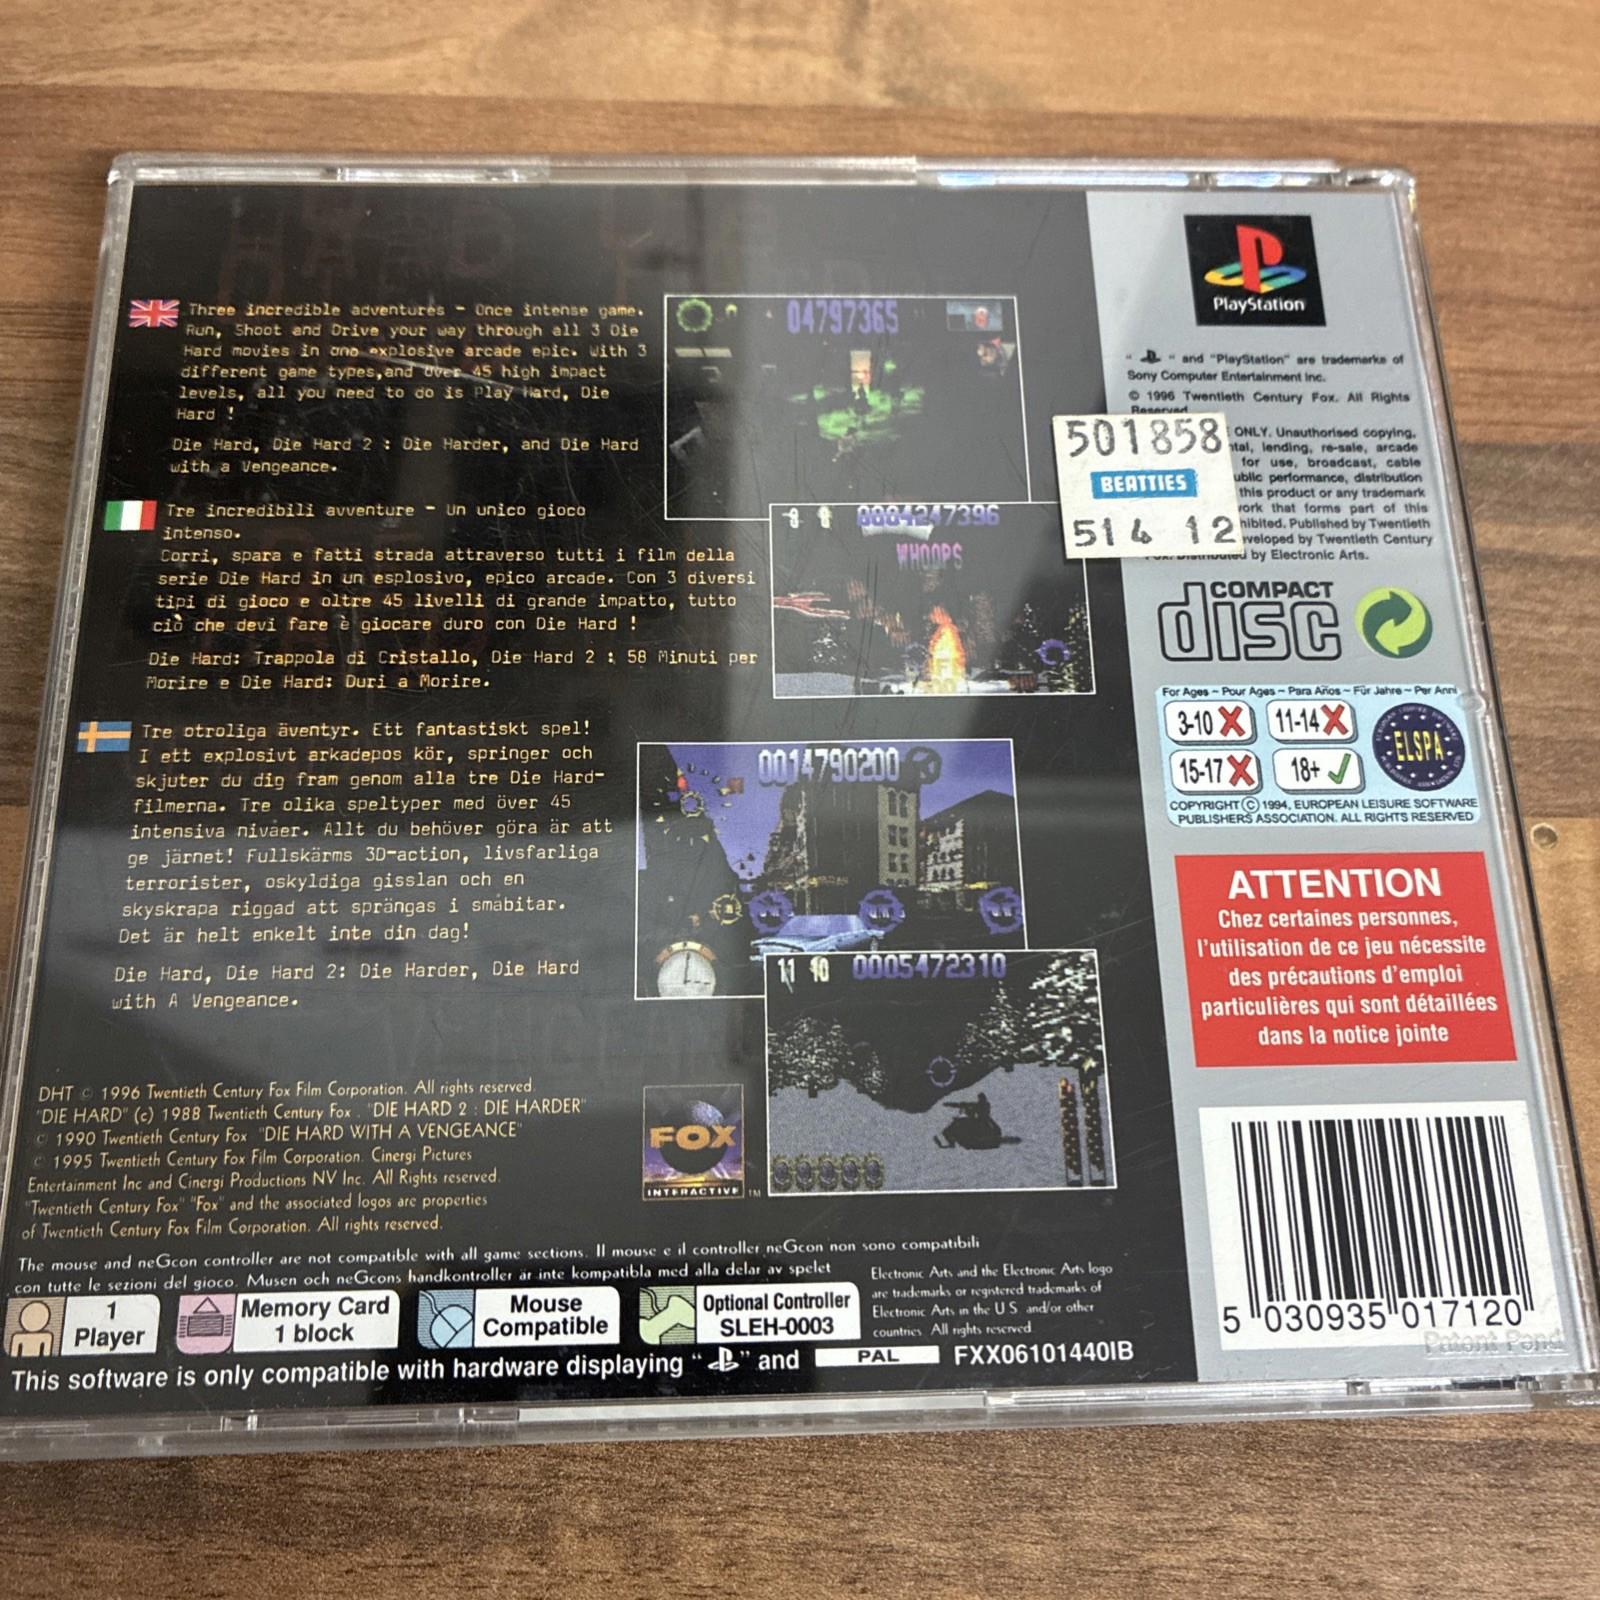 Three incredible adventures - Once intense game.
Run, Shoot and Drive your way through all 3 Die
Hard movies in one explosive arcade epic. With 3
different game types,and over 45 high impact
levels, all you need to do is Play Hard, Die
Hard !
Die Hard, Die Hard 2 : Die Harder, and Die Hard
with a Vengeance.
Tre incredibili avventure - Un unico gioco
intenso.
Corri, spara e fatti strada attraverso tutti i film della
serie Die Hard in un esplosivo, epico arcade. Con 3 diversi
tipi di gioco e oltre 45 livelli di grande impatto, tutto
ciò che devi fare è giocare duro con Die Hard !
Die Hard: Trappola di Cristallo, Die Hard 2 : 58 Minuti per
Morire e Die Hard: Duri a Morire.
Tre otroliga äventyr. Ett fantastiskt spel!
I ett explosivt arkadepos kör, springer och
skjuter du dig fram genom alla tre Die Hard-
filmerna. Tre olika speltyper med över 45
intensiva nivåer. Allt du behöver göra är att
ge järnet! Fullskärms 3D-action, livsfarliga
terrorister, oskyldiga gisslan och en
skyskrapa riggad att sprängas i småbitar.
Det är helt enkelt inte din dag!
Die Hard, Die Hard 2: Die Harder, Die Hard
with A Vengeance.
04797365
0004247396
WHOOPS
0014790200
11 10 0005472310
DHT © 1996 Twentieth Century Fox Film Corporation. All rights reserved.
"DIE HARD" (c) 1988 Twentieth Century Fox . "DIE HARD 2 : DIE HARDER"
© 1990 Twentieth Century Fox "DIE HARD WITH A VENGEANCE"
© 1995 Twentieth Century Fox Film Corporation. Cinergi Pictures
Entertainment Inc and Cinergi Productions NV Inc. All Rights reserved.
"Twentieth Century Fox" "Fox" and the associated logos are properties
of Twentieth Century Fox Film Corporation. All rights reserved.
FOX
INTERACTIVE TM
The mouse and neGcon controller are not compatible with all game sections. Il mouse e il controller neGcon non sono compatibili
con tutte le sezioni del gioco. Musen och neGcons handkontroller är inte kompatibla med alla delar av spelet
1
Player
Memory Card
1 block
Mouse
Compatible
Optional Controller
SLEH-0003
Electronic Arts and the Electronic Arts logo
are trademarks or registered trademarks of
Electronic Arts in the U S and/or other
countries. All rights reserved.
This software is only compatible with hardware displaying " " and PAL FXX06101440IB
PlayStation
" " and "PlayStation" are trademarks of
Sony Computer Entertainment Inc.
© 1996 Twentieth Century Fox. All Rights
Reserved
501858
BEATTIES
514 12
ONLY. Unauthorised copying,
lending, re-sale, arcade
for use, broadcast, cable
performance, distribution
this product or any trademark
work that forms part of this
Published by Twentieth
by Twentieth Century
Distributed by Electronic Arts.
COMPACT
disc
For Ages ~ Pour Ages ~ Para Años ~ Für Jahre ~ Per Anni
3-10 11-14
15-17 18+
ELSPA
COPYRIGHT © 1994, EUROPEAN LEISURE SOFTWARE
PUBLISHERS ASSOCIATION. ALL RIGHTS RESERVED
ATTENTION
Chez certaines personnes,
l'utilisation de ce jeu nécessite
des précautions d'emploi
particulières qui sont détaillées
dans la notice jointe
5 030935 017120
Patent Pend